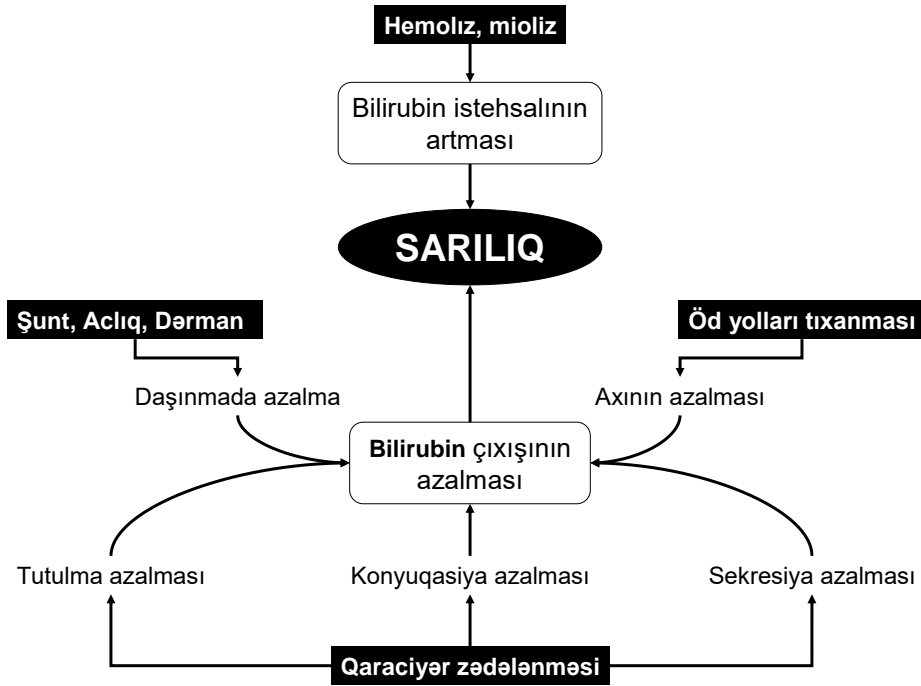 Hemolız, mioliz
Bilirubin istehsalının
artması
SARILIQ
Şunt, Aclıq, Dərman
Öd yolları tıxanması
Daşınmada azalma
Axının azalması
Bilirubin çıxışının
azalması
Tutulma azalması
Konyuqasiya azalması
Sekresiya azalması
Qaraciyər zədələnməsi